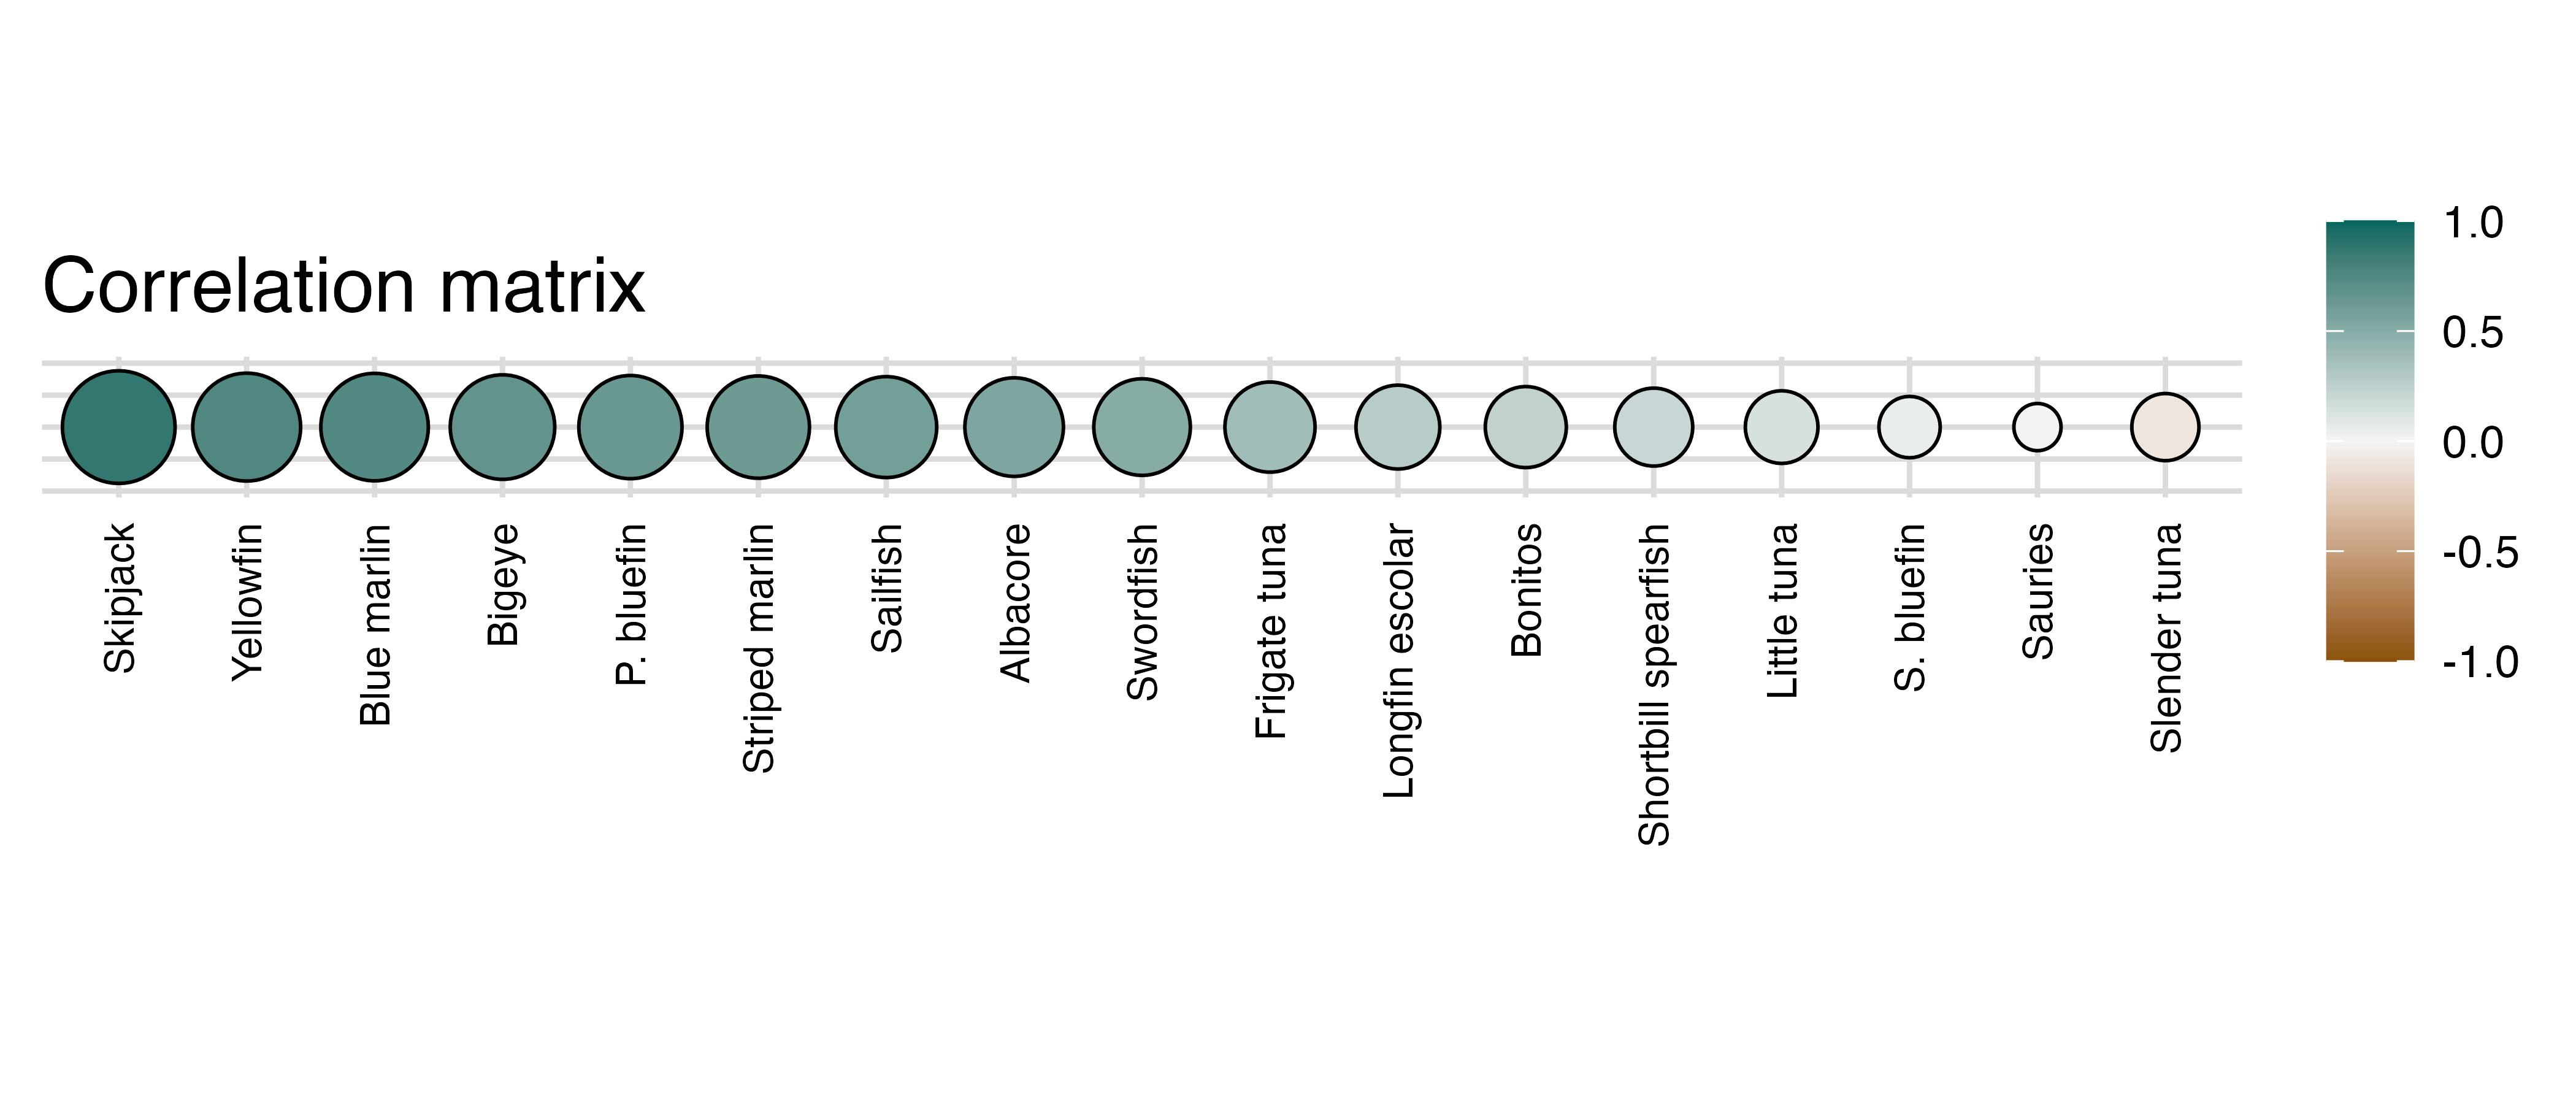 Correlation matrix
1.0
0.5
0.0
-0.5
-1.0
Skipjack
Yellowfin
Blue marlin
Bigeye
P. bluefin
Striped marlin
Sailfish
Albacore
Swordfish
Frigate tuna
Longfin escolar
Bonitos
Shortbill spearfish
Little tuna
S. bluefin
Sauries
Slender tuna